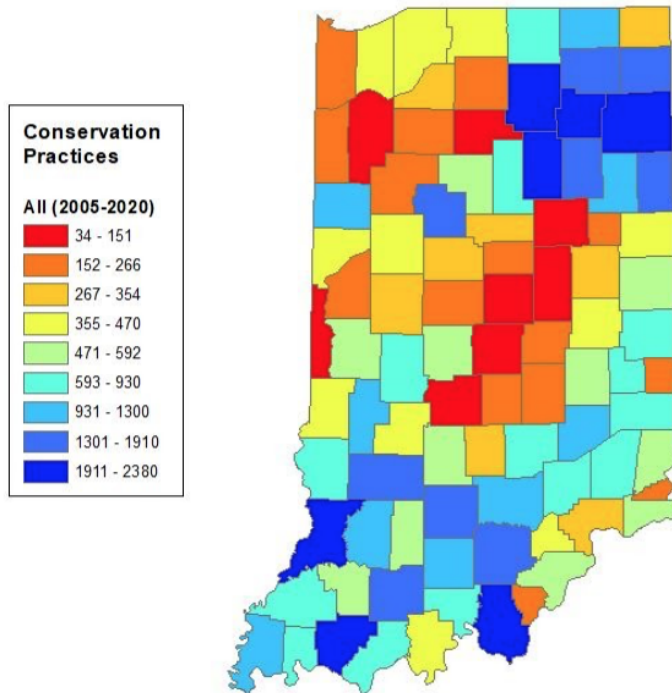 Conservation
Practices
All (2005-2020)
34 - 151
152 - 266
267 - 354
355 - 470
471 - 592
593 - 930
931 - 1300
1301 - 1910
1911 - 2380